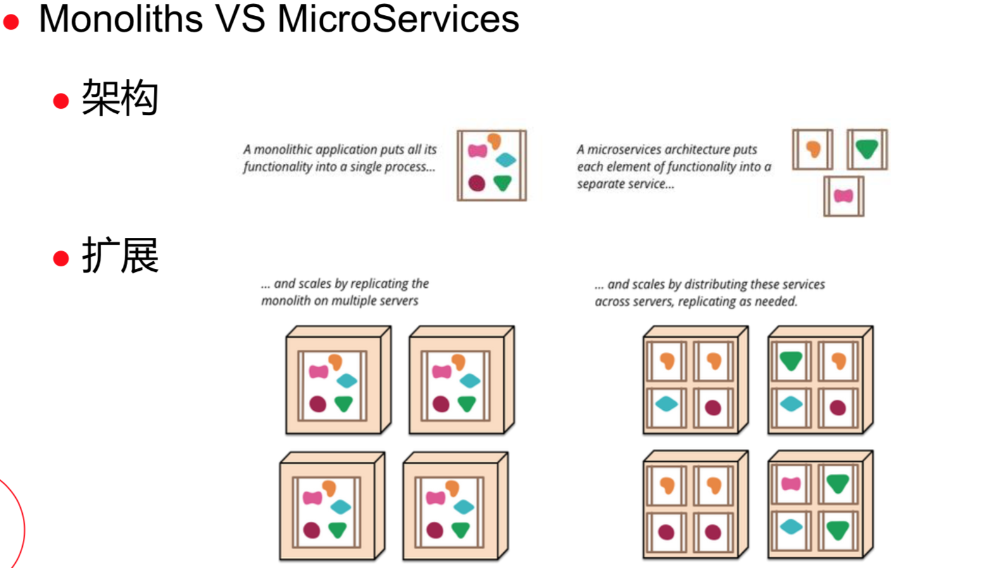 Monoliths VS MicroServices
架构
A monolithic application puts all its
functionality into a single process...
A microservices architecture puts
each element of functionality into a
separate service...
扩展
... and scales by replicating the
monolith on multiple servers
... and scales by distributing these services
across servers, replicating as needed.